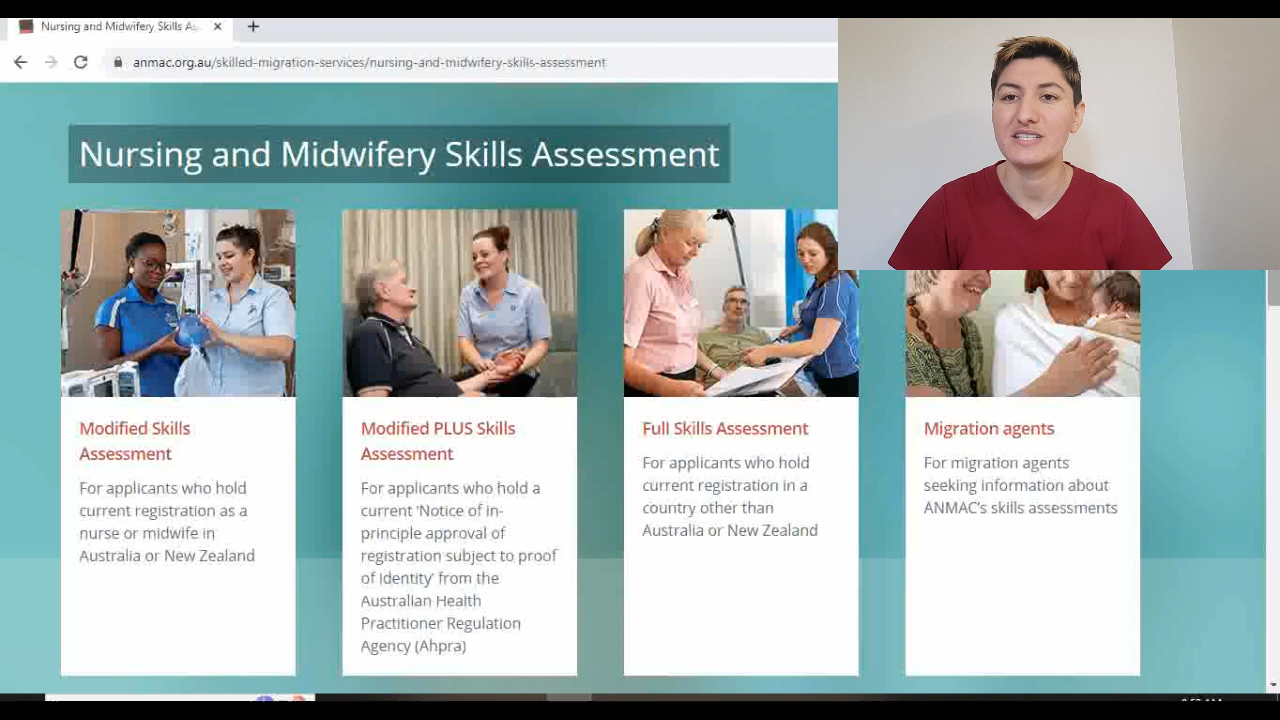 Nursing and Midwifery Skills As
anmac.org.au/skilled-migration-services/nursing-and-midwifery-skills-assessment
Nursing and Midwifery Skills Assessment
Modified Skills
Assessment
For applicants who hold
current registration as a
nurse or midwife in
Australia or New Zealand
Modified PLUS Skills
Assessment
For applicants who hold a
current 'Notice of in-
principle approval of
registration subject to proof
of Identity' from the
Australian Health
Practitioner Regulation
Agency (Ahpra)
Full Skills Assessment
For applicants who hold
current registration in a
country other than
Australia or New Zealand
Migration agents
For migration agents
seeking information about
ANMAC's skills assessments